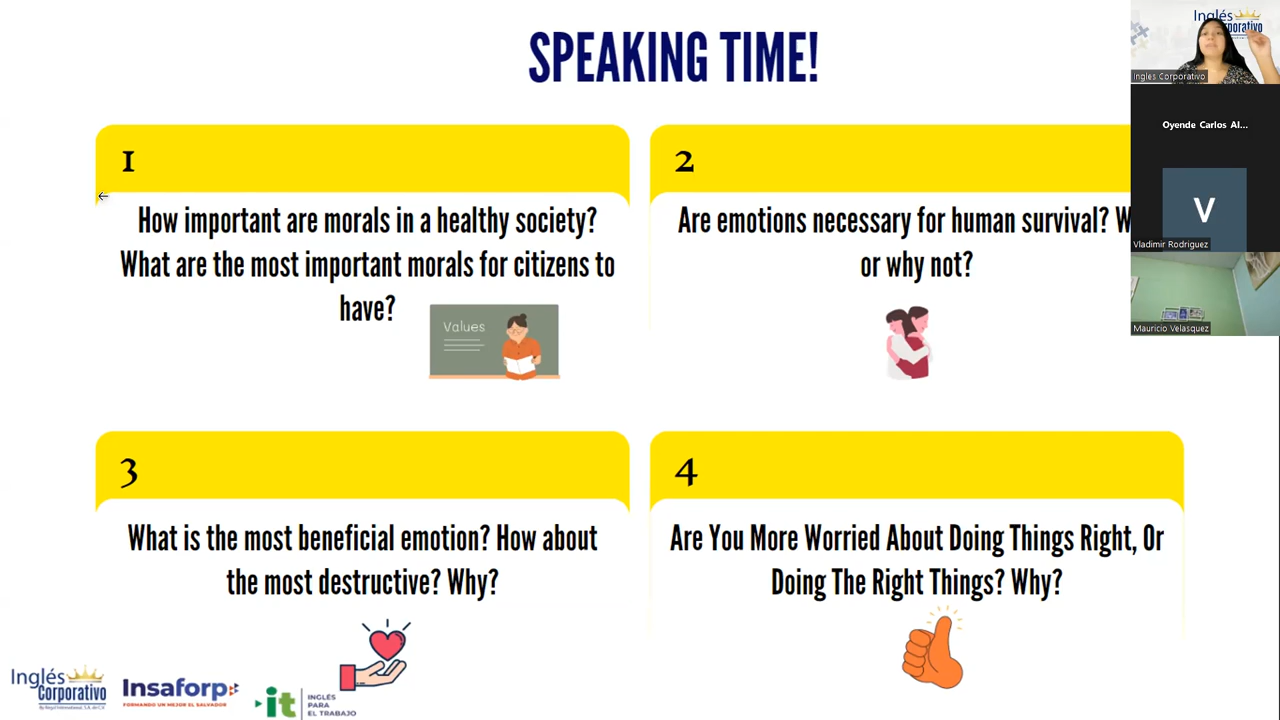 SPEAKING TIME!
1
How important are morals in a healthy society?
What are the most important morals for citizens to
have?
Values
2
Are emotions necessary for human survival? W
or why not?
3
What is the most beneficial emotion? How about
the most destructive? Why?
4
Are You More Worried About Doing Things Right, Or
Doing The Right Things? Why?
Inglés
Corporativo
Insaforp
FORMANDO UN MEJOR EL SALVADOR
it
INGLÉS
PARA
EL TRABAJO
Inglés
Corporativo
Oyende Carlos Al...
V
Vladimir Rodriguez
Mauricio Velasquez